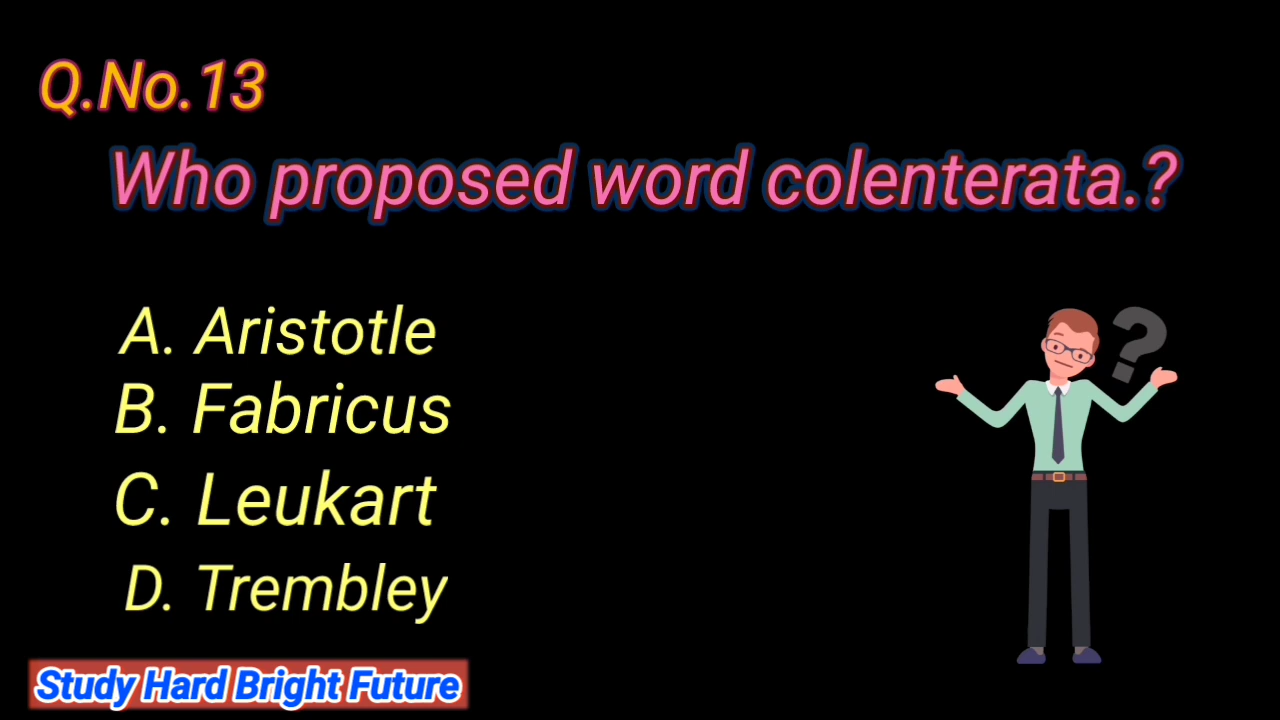 Q.No.13
Who proposed word colenterata.?
A. Aristotle
B. Fabricus
C. Leukart
D. Trembley
?
Study Hard Bright Future